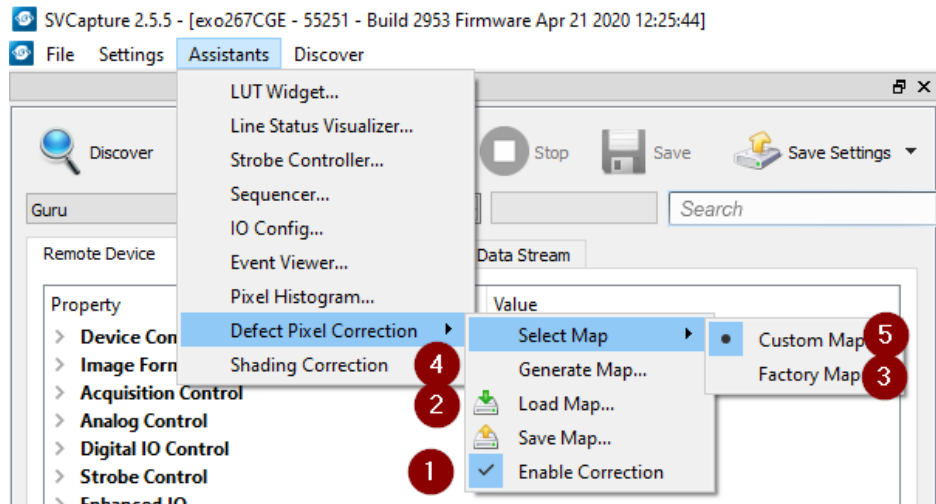 SVCapture 2.5.5 - [exo267CGE - 55251 - Build 2953 Firmware Apr 21 2020 12:25:44]
File Settings Assistants Discover
LUT Widget...
Line Status Visualizer...
Discover
Stop Save Save Settings
Strobe Controller...
Sequencer...
Guru
Search
IO Config...
Remote Device
Data Stream
Event Viewer...
Pixel Histogram...
Property
Value
Defect Pixel Correction
Select Map
Custom Map 5
Device Con
Shading Correction 4
Generate Map...
Factory Map 3
Image Form
Acquisition Control
2
Load Map...
Analog Control
Save Map...
Digital IO Control
1
Enable Correction
Strobe Control
Enhanced IO